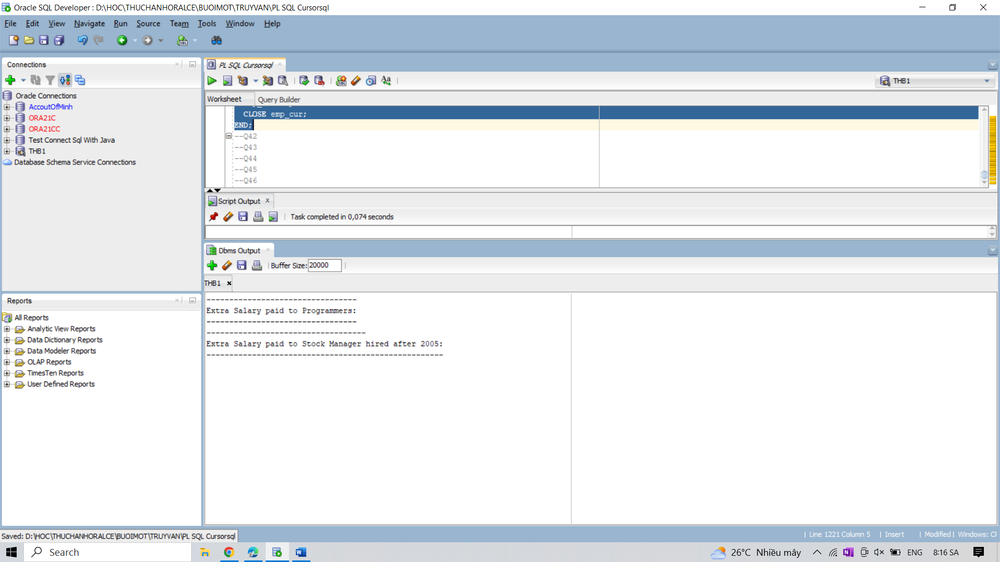 Oracle SQL Developer : D:\HOC\THUCHANHORALCE\BUOIMOT\TRUYVAN\PL SQL Cursorsql
File Edit View Navigate Run Source Team Tools Window Help
Connections
Oracle Connections
AccoutOfMinh
ORA21C
ORA21CC
Test Connect Sql With Java
THB1
Database Schema Service Connections
Reports
All Reports
Analytic View Reports
Data Dictionary Reports
Data Modeler Reports
OLAP Reports
TimesTen Reports
User Defined Reports
PL SQL Cursorsql
THB1
Worksheet Query Builder
CLOSE emp_cur;
END;
--Q42
--Q43
--Q44
--Q45
--Q46
Script Output
Task completed in 0,074 seconds
Dbms Output
Buffer Size: 20000
THB1
---------------------------------
Extra Salary paid to Programmers:
---------------------------------
-----------------------------------
Extra Salary paid to Stock Manager hired after 2005:
----------------------------------------------------
Saved: D:\HOC\THUCHANHORALCE\BUOIMOT\TRUYVAN\PL SQL Cursorsql
Line 1221 Column 5 | Insert | Modified | Windows: CF
Search
26°C Nhiều mây ENG 8:16 SA